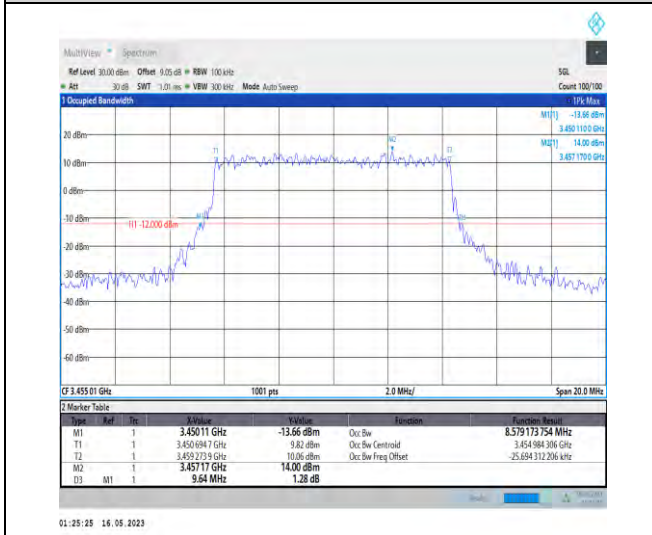 MultiView Spectrum
Ref Level 30.00 dBm Offset 9.05 dB RBW 100 kHz SGL
Att 30 dB SWT 1.01 ms VBW 300 kHz Mode Auto Sweep Count 100/100
1 Occupied Bandwidth 1Pk Max
M1[1] -13.66 dBm
3.450 110 0 GHz
20 dBm
M2[1] 14.00 dBm
3.457 170 0 GHz
M2
T1
T2
10 dBm
0 dBm
-10 dBm
M1
D3
H1 -12.000 dBm
-20 dBm
-30 dBm
-40 dBm
-50 dBm
-60 dBm
CF 3.455 01 GHz 1001 pts 2.0 MHz/ Span 20.0 MHz
2 Marker Table
Type Ref Trc X-Value Y-Value Function Function Result
M1 1 3.450 11 GHz -13.66 dBm Occ Bw 8.579 173 754 MHz
T1 1 3.450 694 7 GHz 9.82 dBm Occ Bw Centroid 3.454 984 306 GHz
T2 1 3.459 273 9 GHz 10.06 dBm Occ Bw Freq Offset -25.694 312 206 kHz
M2 1 3.457 17 GHz 14.00 dBm
D3 M1 1 9.64 MHz 1.28 dB
01:25:25 16.05.2023